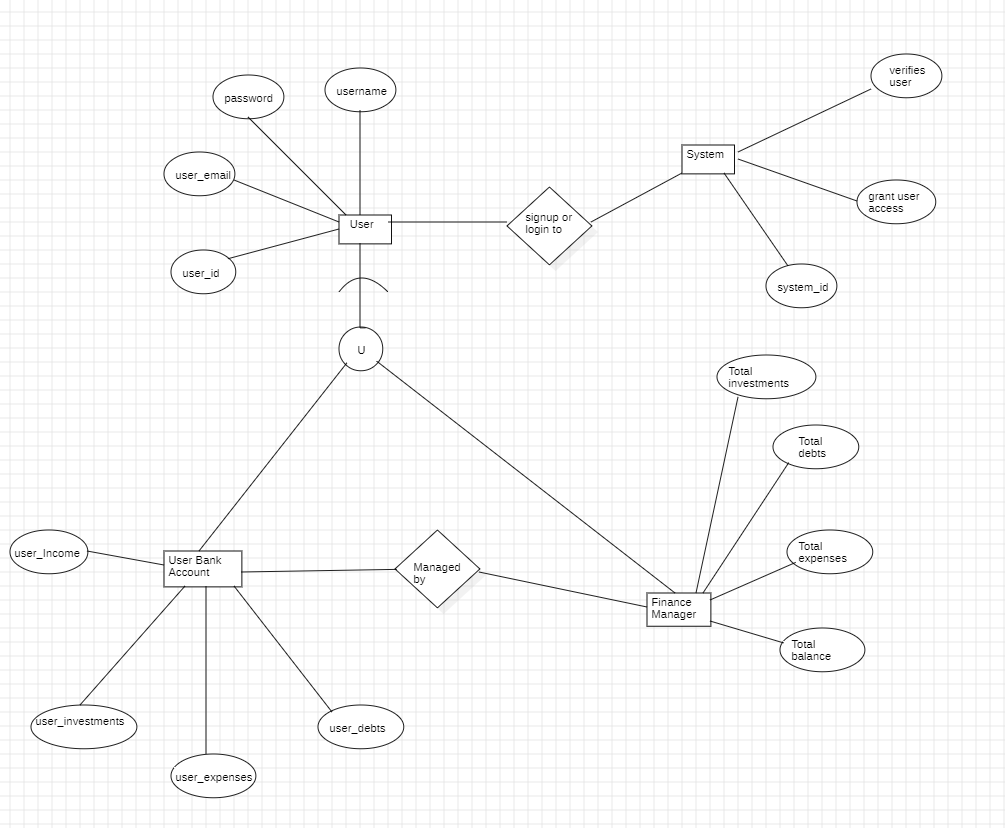 verifies
user
username
password
System
user_email
grant user
access
signup or
login to
User
user_id
system_id
U
Total
investments
Total
debts
user_Income
User Bank
Account
Managed
by
Total
expenses
Finance
Manager
Total
balance
user_investments
user_debts
user_expenses